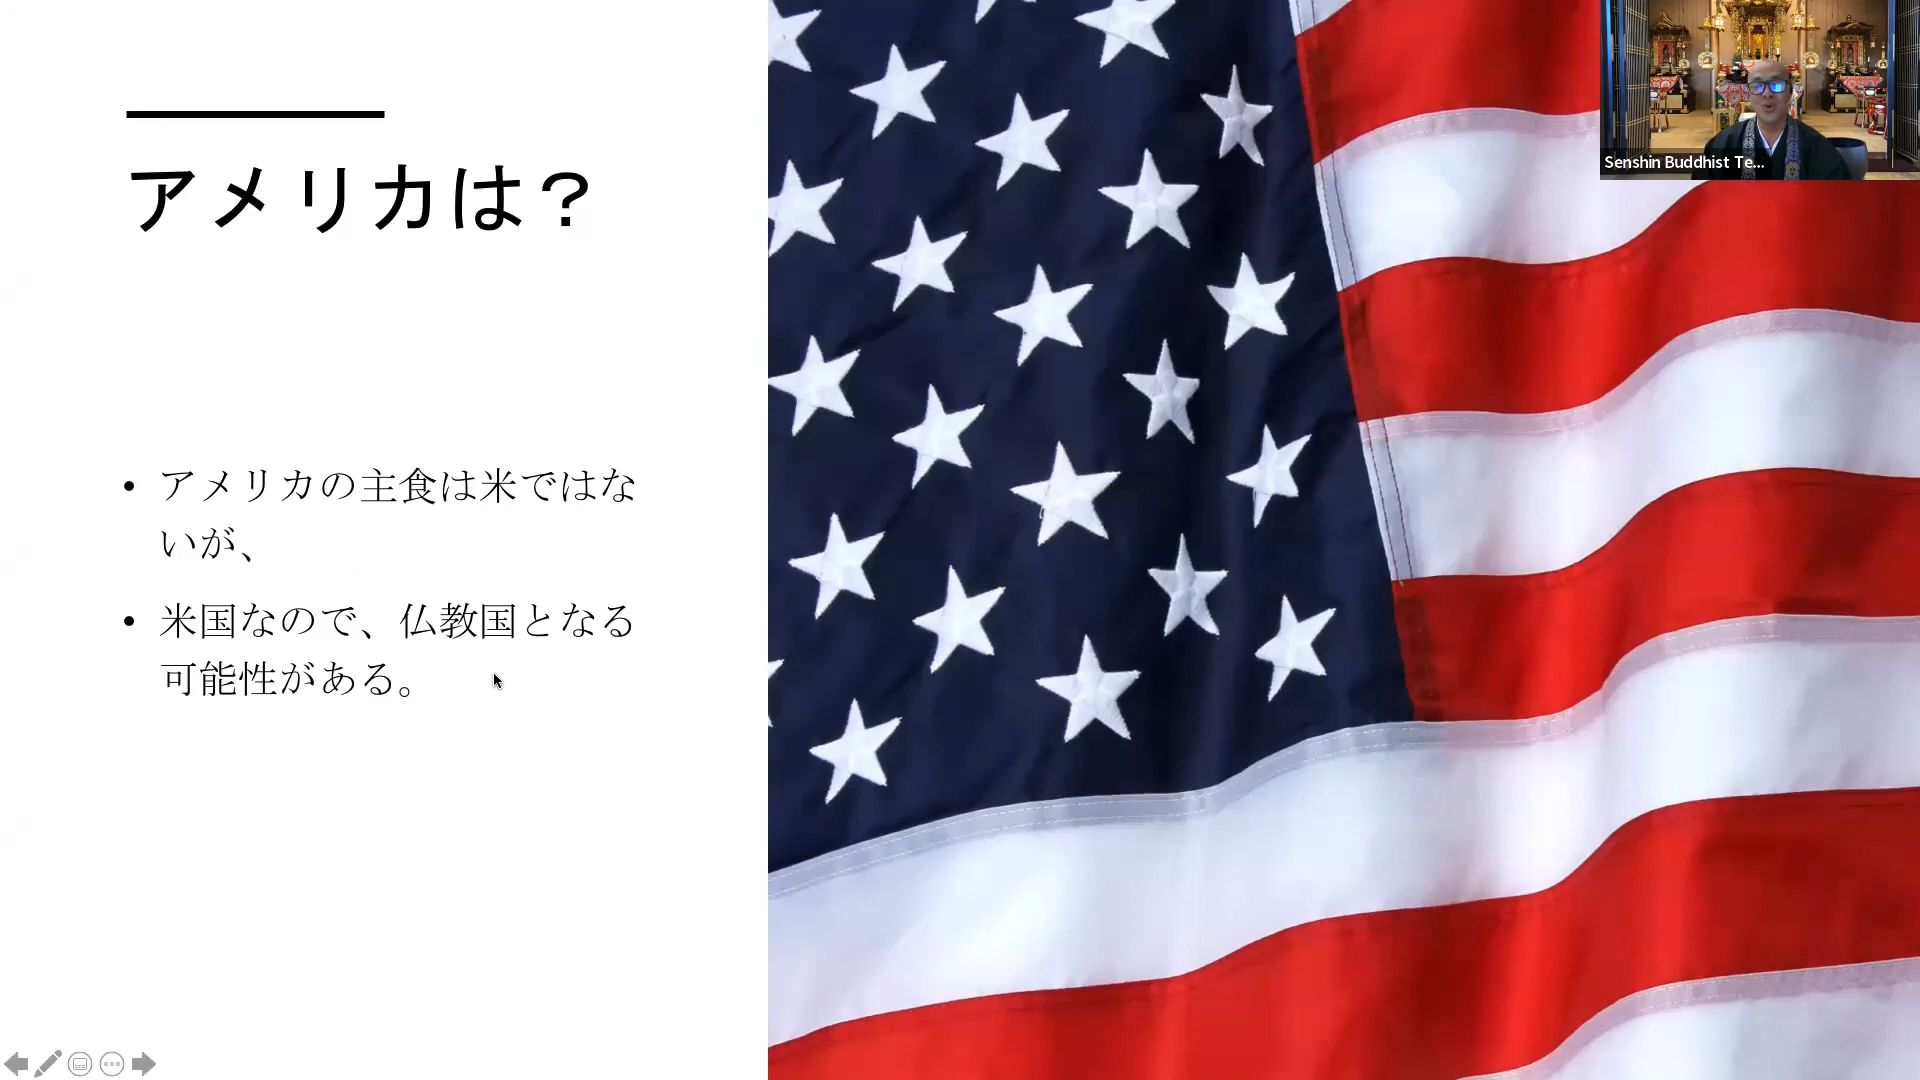 アメリカは？
アメリカの主食は米ではな
いが、
米国なので、仏教国となる
可能性がある。
Senshin Buddhist Te...